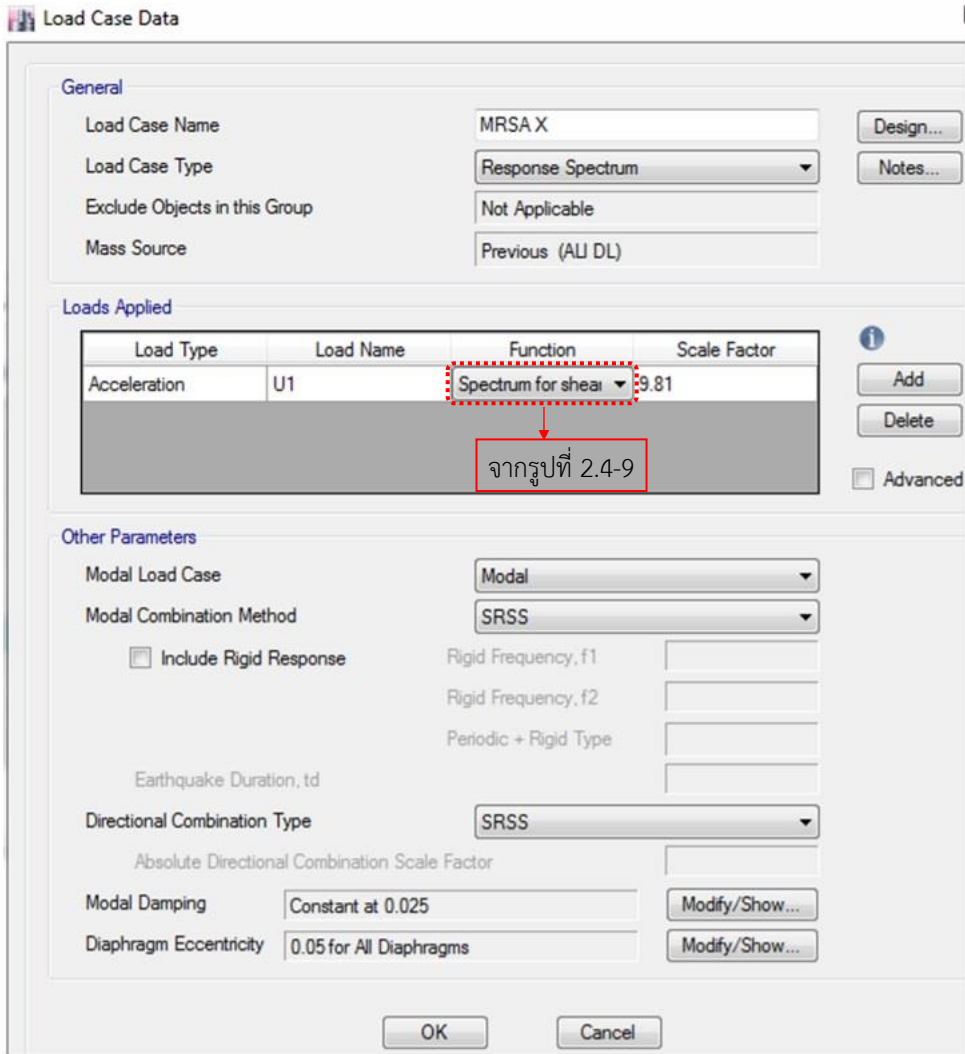 Load Case Data
General
Load Case Name MRSA X Design...
Load Case Type Response Spectrum Notes...
Exclude Objects in this Group Not Applicable
Mass Source Previous (ALl DL)
Loads Applied
Load Type Load Name Function Scale Factor
Acceleration U1 Spectrum for shear 9.81 Add
Delete
จากรูปที่ 2.4-9
Advanced
Other Parameters
Modal Load Case Modal
Modal Combination Method SRSS
Include Rigid Response Rigid Frequency, f1
Rigid Frequency, f2
Periodic + Rigid Type
Earthquake Duration, td
Directional Combination Type SRSS
Absolute Directional Combination Scale Factor
Modal Damping Constant at 0.025 Modify/Show...
Diaphragm Eccentricity 0.05 for All Diaphragms Modify/Show...
OK Cancel